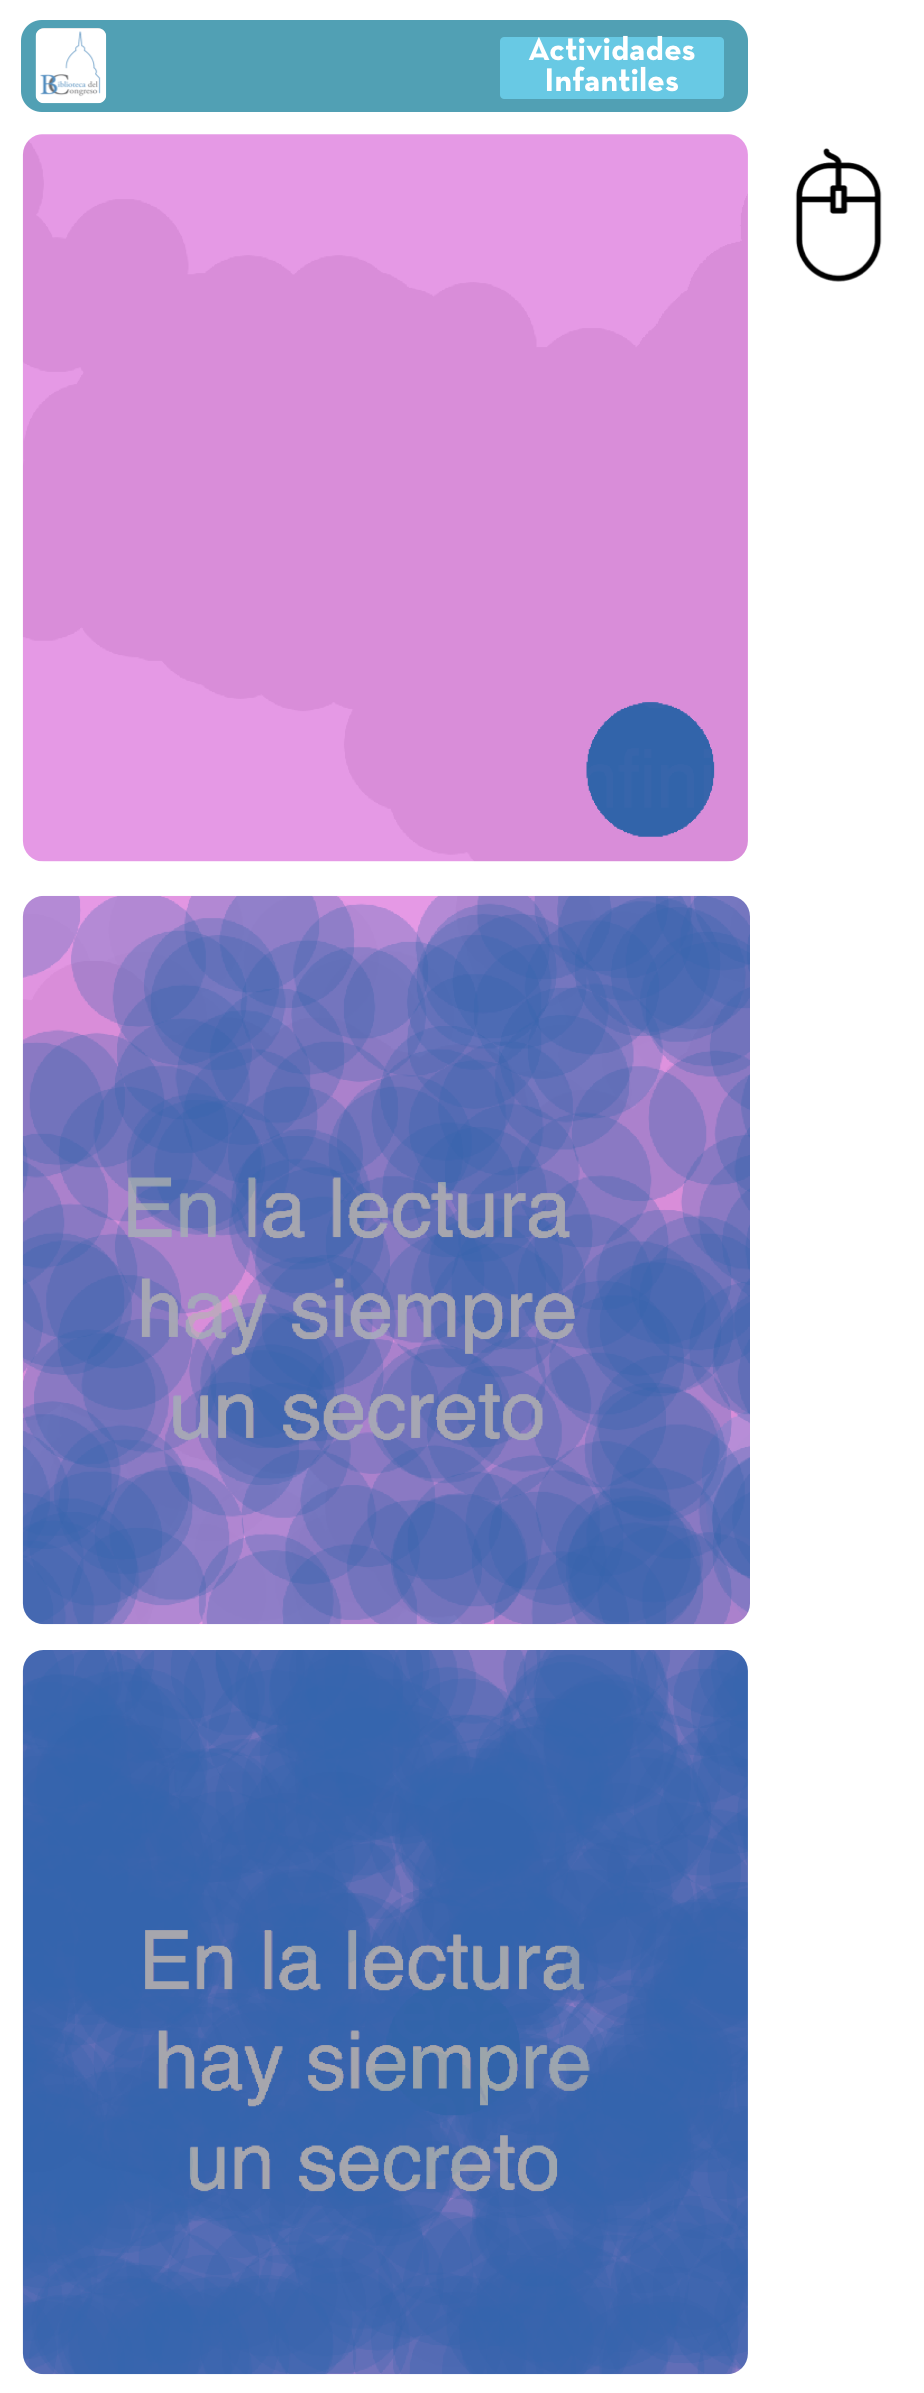 Biblioteca del
Congreso
Actividades
Infantiles
En la lectura
hay siempre
un secreto
En la lectura
hay siempre
un secreto